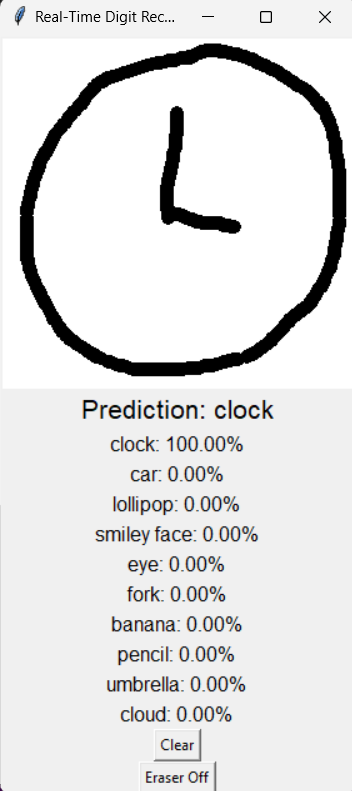 Real-Time Digit Rec...
Prediction: clock
clock: 100.00%
car: 0.00%
lollipop: 0.00%
smiley face: 0.00%
eye: 0.00%
fork: 0.00%
banana: 0.00%
pencil: 0.00%
umbrella: 0.00%
cloud: 0.00%
Clear
Eraser Off